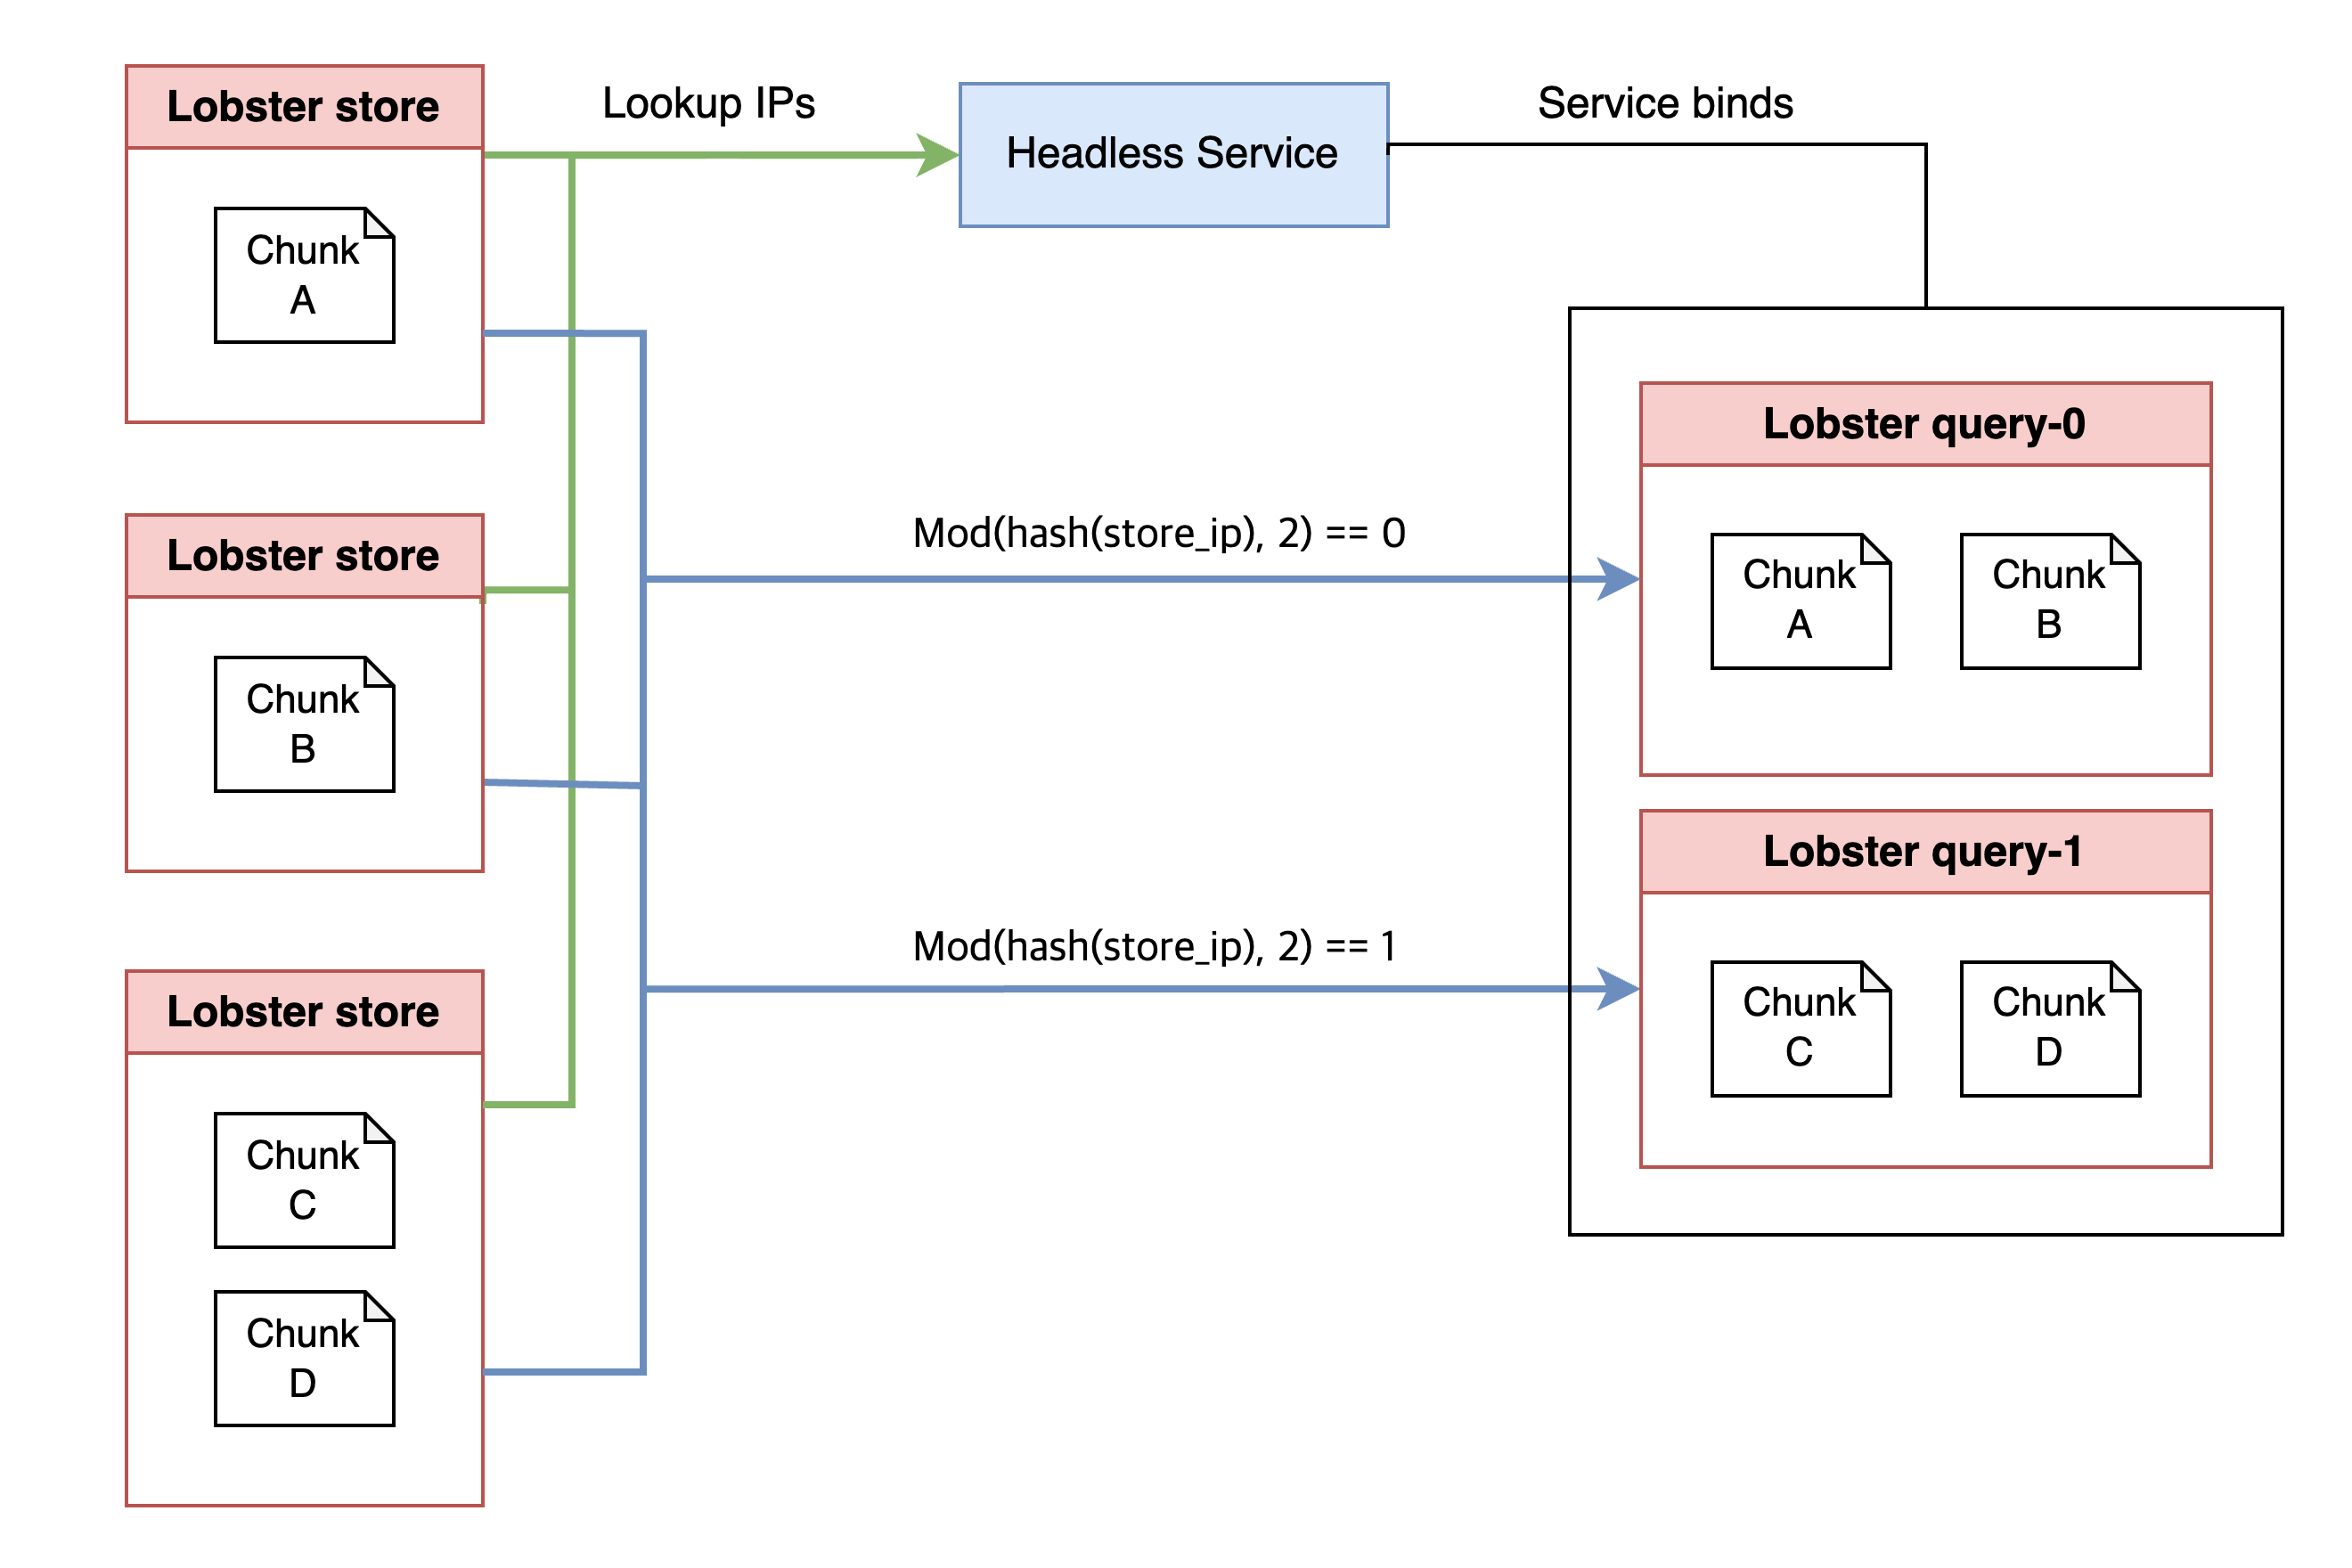 Lobster store
Chunk
A
Lookup IPs
Headless Service
Service binds
Lobster store
Chunk
B
Lobster store
Chunk
C
Chunk
D
Mod(hash(store_ip), 2) == 0
Mod(hash(store_ip), 2) == 1
Lobster query-0
Chunk
A
Chunk
B
Lobster query-1
Chunk
C
Chunk
D